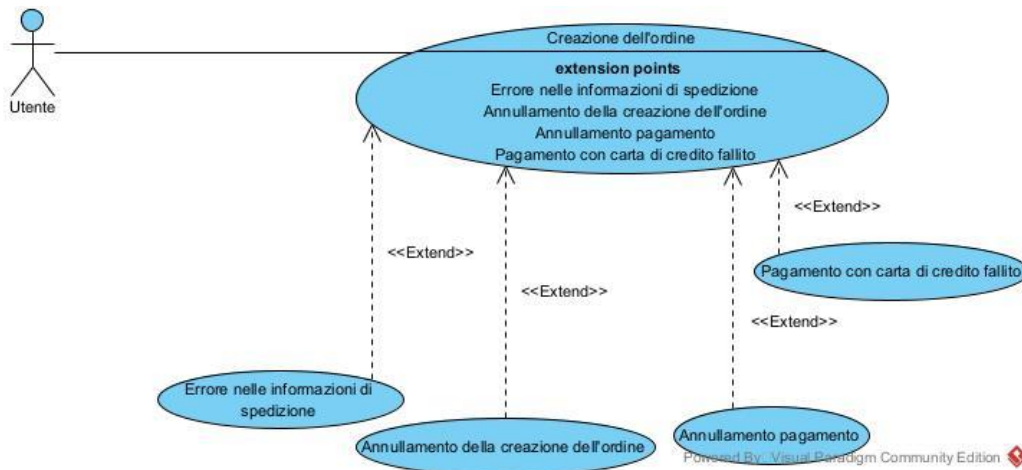 Creazione dell'ordine
extension points
Errore nelle informazioni di spedizione
Annullamento della creazione dell'ordine
Annullamento pagamento
Pagamento con carta di credito fallito
Utente
<<Extend>>
<<Extend>>
<<Extend>>
<<Extend>>
Pagamento con carta di credito fallito
Errore nelle informazioni di
spedizione
Annullamento della creazione dell'ordine
Annullamento pagamento
Powered By: Visual Paradigm Community Edition